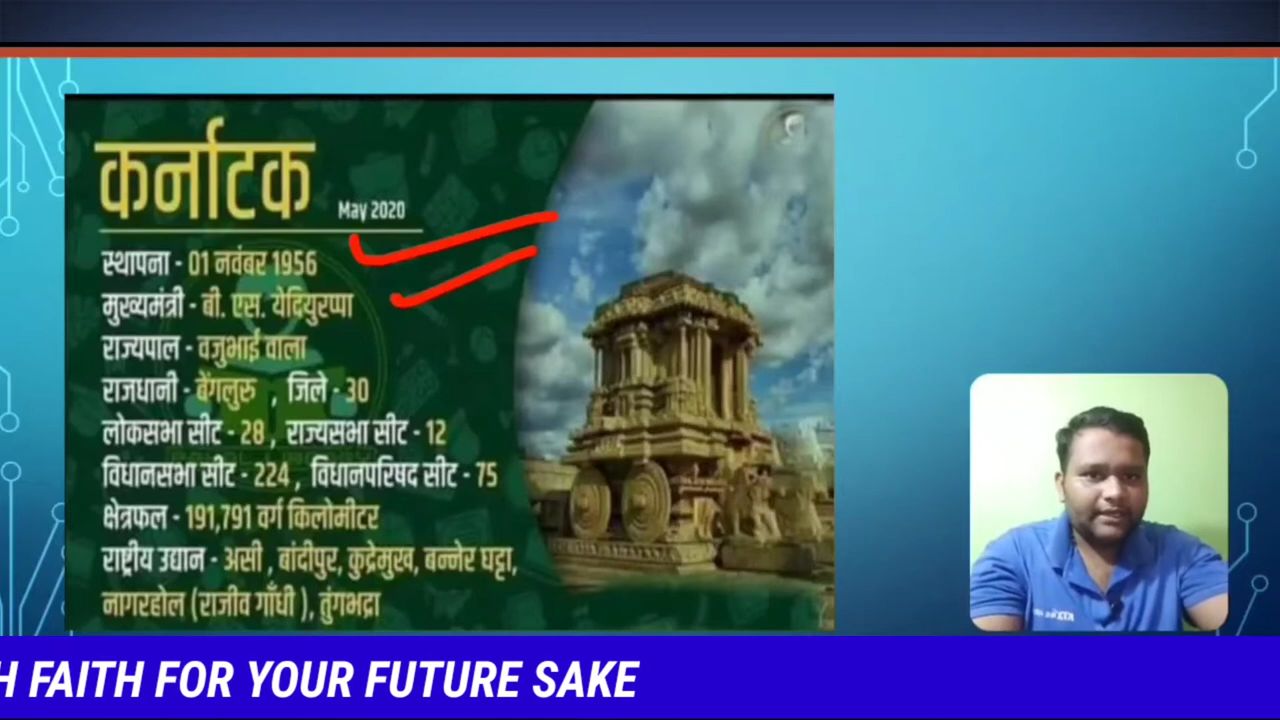 कर्नाटक
May 2020
स्थापना - 01 नवंबर 1956
मुख्यमंत्री - बी. एस. येदियुरप्पा
राज्यपाल - वजुभाई वाला
राजधानी - बेंगलुरु , जिले - 30
लोकसभा सीट - 28 , राज्यसभा सीट - 12
विधानसभा सीट - 224 , विधानपरिषद सीट - 75
क्षेत्रफल - 191,791 वर्ग किलोमीटर
राष्ट्रीय उद्यान - असी , बांदीपुर, कुद्रेमुख, बन्नेर घट्टा,
नागरहोल (राजीव गाँधी ), तुंगभद्रा
H FAITH FOR YOUR FUTURE SAKE